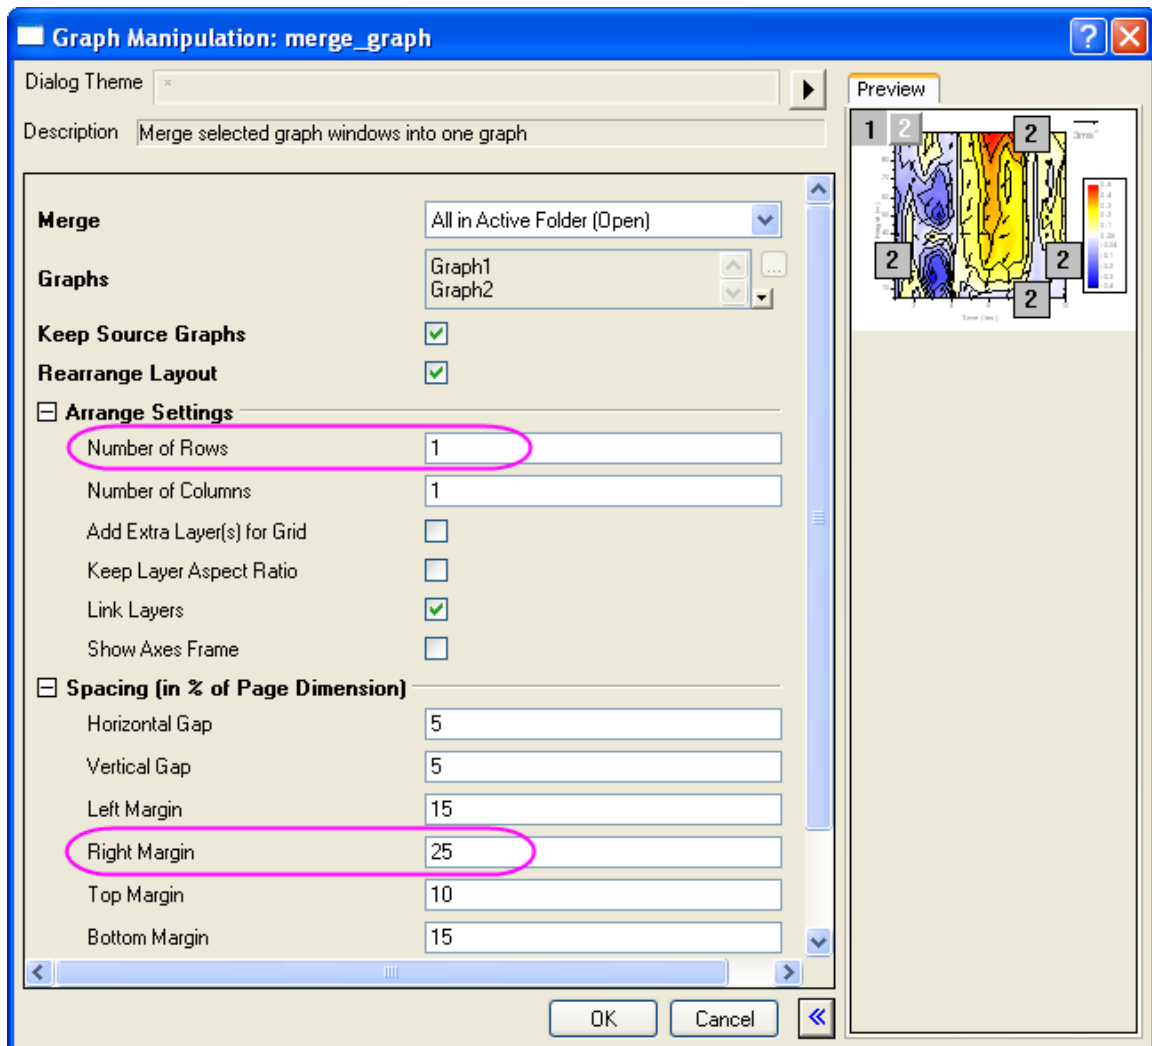 Graph Manipulation: merge_graph
Dialog Theme *
Description Merge selected graph windows into one graph
Merge All in Active Folder (Open)
Graphs Graph1
Graph2
Keep Source Graphs
Rearrange Layout
Arrange Settings
Number of Rows 1
Number of Columns 1
Add Extra Layer(s) for Grid
Keep Layer Aspect Ratio
Link Layers
Show Axes Frame
Spacing (in % of Page Dimension)
Horizontal Gap 5
Vertical Gap 5
Left Margin 15
Right Margin 25
Top Margin 10
Bottom Margin 15
OK Cancel
Preview
1 2
2
2 2
2